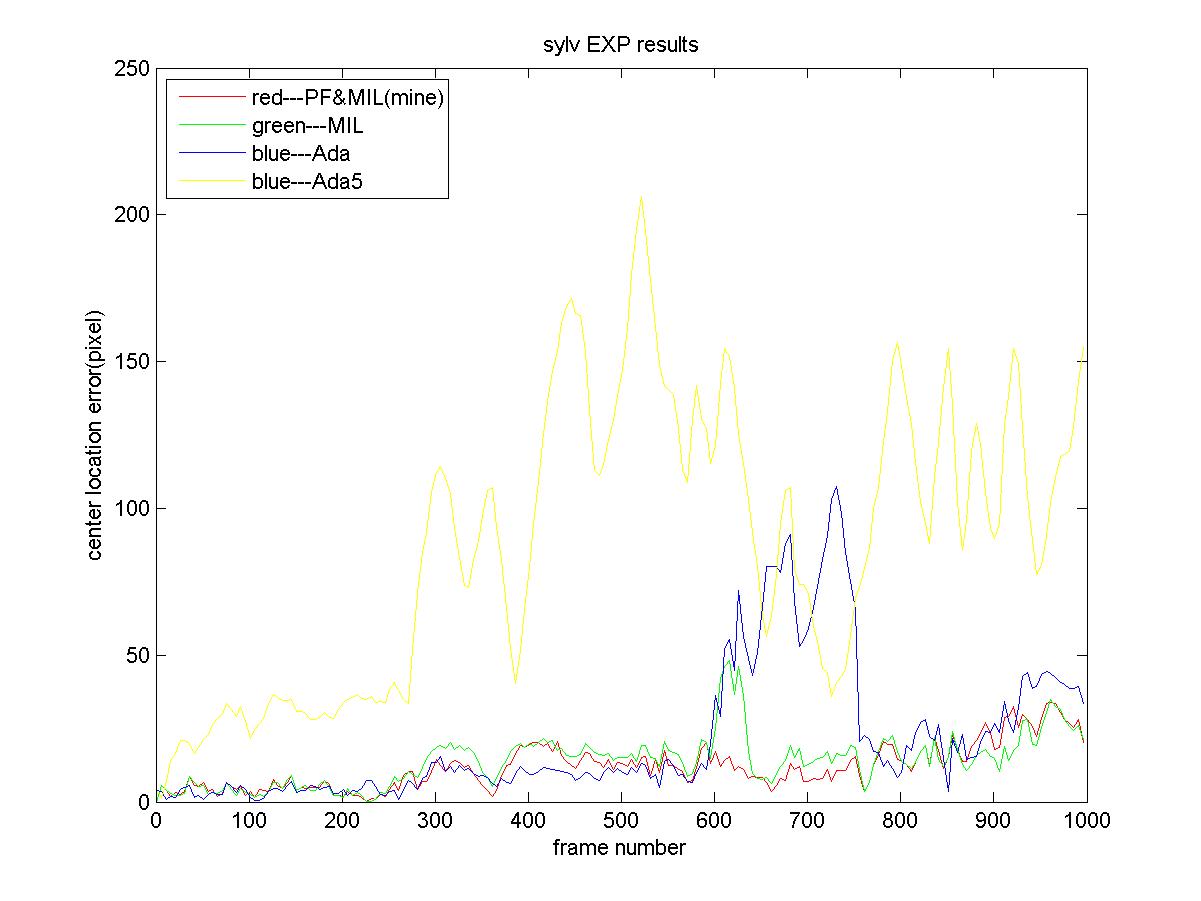 sylv EXP results
250
red---PF&MIL(mine)
green---MIL
blue---Ada
blue---Ada5
200
150
100
50
0
center location error(pixel)
0 100 200 300 400 500 600 700 800 900 1000
frame number